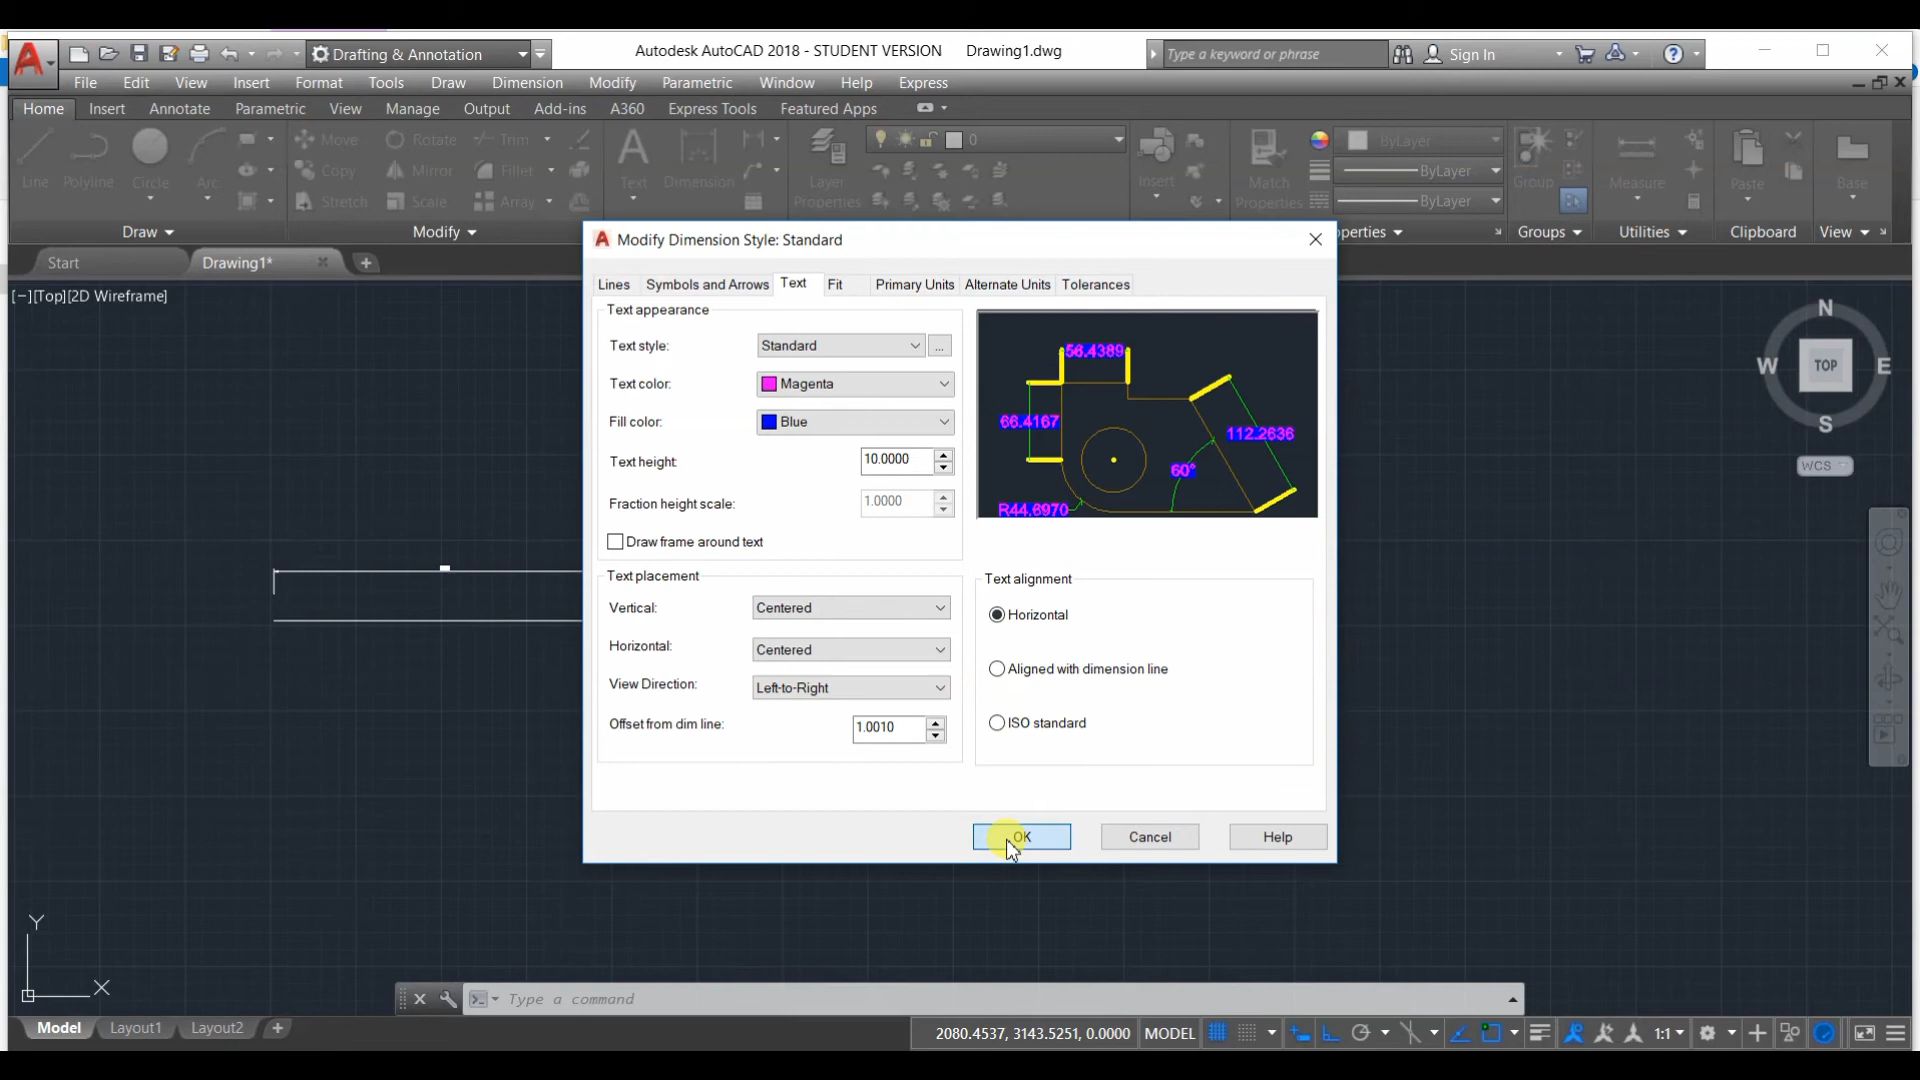 Drafting & Annotation
Autodesk AutoCAD 2018 - STUDENT VERSION Drawing1.dwg
Type a keyword or phrase
Sign In
File Edit View Insert Format Tools Draw Dimension Modify Parametric Window Help Express
Home Insert Annotate Parametric View Manage Output Add-ins A360 Express Tools Featured Apps
Line Polyline Circle Arc
Move Rotate Trim
Copy Mirror Fillet
Stretch Scale Array
Text Dimension
Layer
Properties
0
Insert
Match
Properties
ByLayer
ByLayer
ByLayer
Group
Measure
Paste
Base
Draw Modify
perties Groups Utilities Clipboard View
Start Drawing1*
[−][Top][2D Wireframe]
Modify Dimension Style: Standard
Lines Symbols and Arrows Text Fit Primary Units Alternate Units Tolerances
Text appearance
Text style: Standard ...
Text color: Magenta
Fill color: Blue
Text height: 10.0000
Fraction height scale: 1.0000
Draw frame around text
56.4389
66.4167
112.2636
60°
R44.6970
Text placement
Vertical: Centered
Horizontal: Centered
View Direction: Left-to-Right
Offset from dim line: 1.0010
Text alignment
Horizontal
Aligned with dimension line
ISO standard
OK Cancel Help
N
W TOP E
S
WCS
Y
X
Type a command
Model Layout1 Layout2
2080.4537, 3143.5251, 0.0000 MODEL
1:1